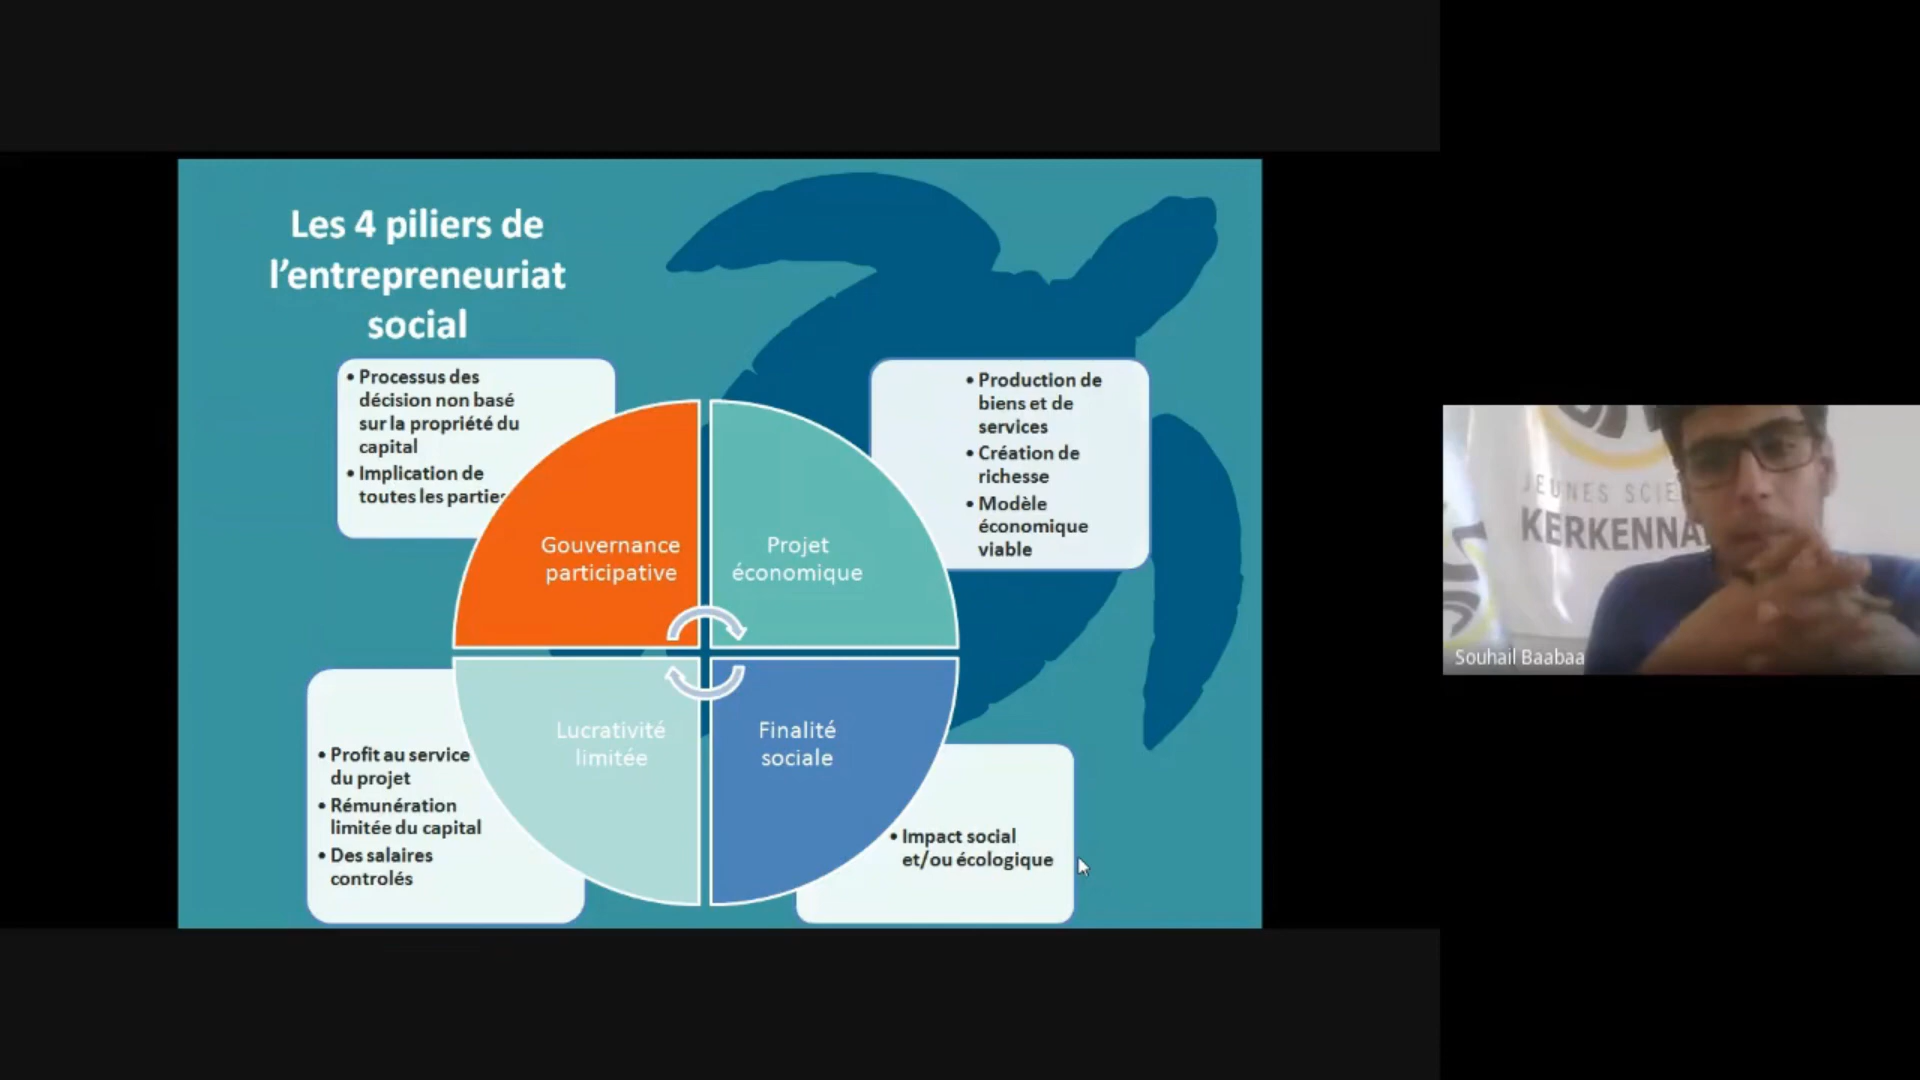 Les 4 piliers de
l'entrepreneuriat
social
• Processus des
décision non basé
sur la propriété du
capital
• Implication de
toutes les parties
• Production de
biens et de
services
• Création de
richesse
• Modèle
économique
viable
Gouvernance
participative
Projet
économique
Lucrativité
limitée
Finalité
sociale
• Profit au service
du projet
• Rémunération
limitée du capital
• Des salaires
controlés
• Impact social
et/ou écologique
JEUNES SCIE
KERKENNA
Souhail Baabaa